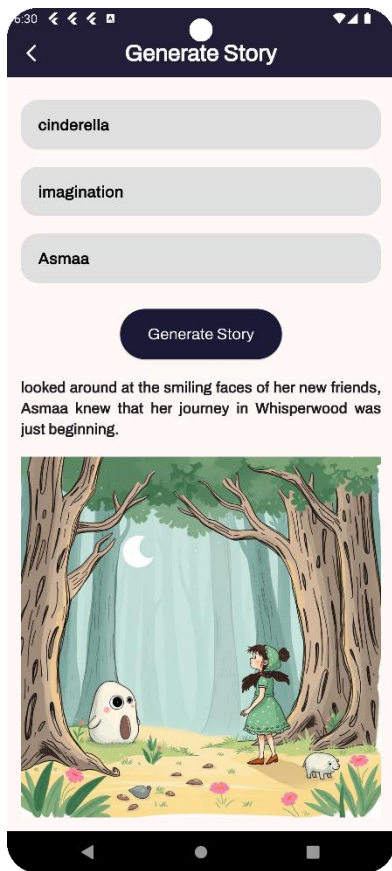 6:30
Generate Story
cinderella
imagination
Asmaa
Generate Story
looked around at the smiling faces of her new friends,
Asmaa knew that her journey in Whisperwood was
just beginning.